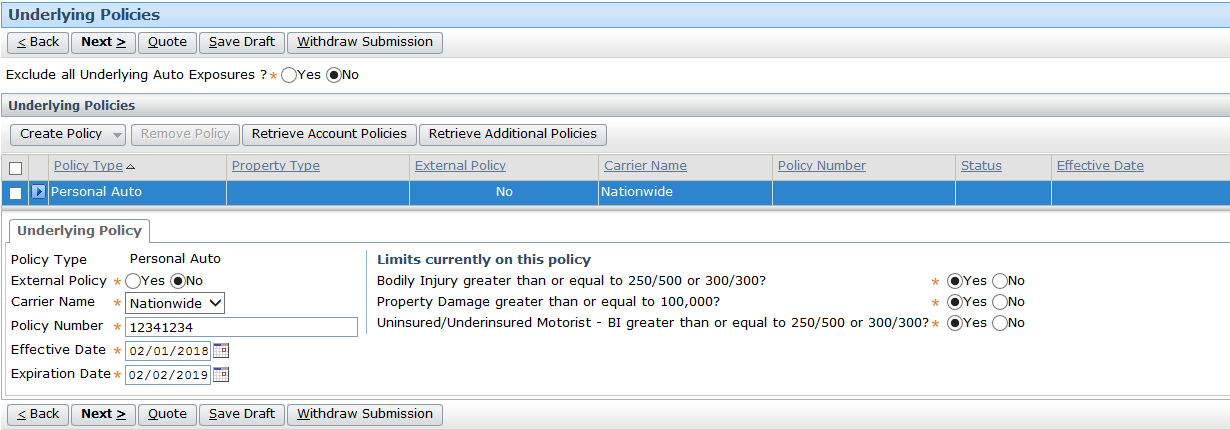 Underlying Policies
< Back Next > Quote Save Draft Withdraw Submission
Exclude all Underlying Auto Exposures ? * Yes No
Underlying Policies
Create Policy Remove Policy Retrieve Account Policies Retrieve Additional Policies
Policy Type Property Type External Policy Carrier Name Policy Number Status Effective Date
Personal Auto No Nationwide
Underlying Policy
Policy Type Personal Auto
External Policy * Yes No
Carrier Name * Nationwide
Policy Number * 12341234
Effective Date * 02/01/2018
Expiration Date * 02/02/2019
Limits currently on this policy
Bodily Injury greater than or equal to 250/500 or 300/300? * Yes No
Property Damage greater than or equal to 100,000? * Yes No
Uninsured/Underinsured Motorist - BI greater than or equal to 250/500 or 300/300? * Yes No
< Back Next > Quote Save Draft Withdraw Submission